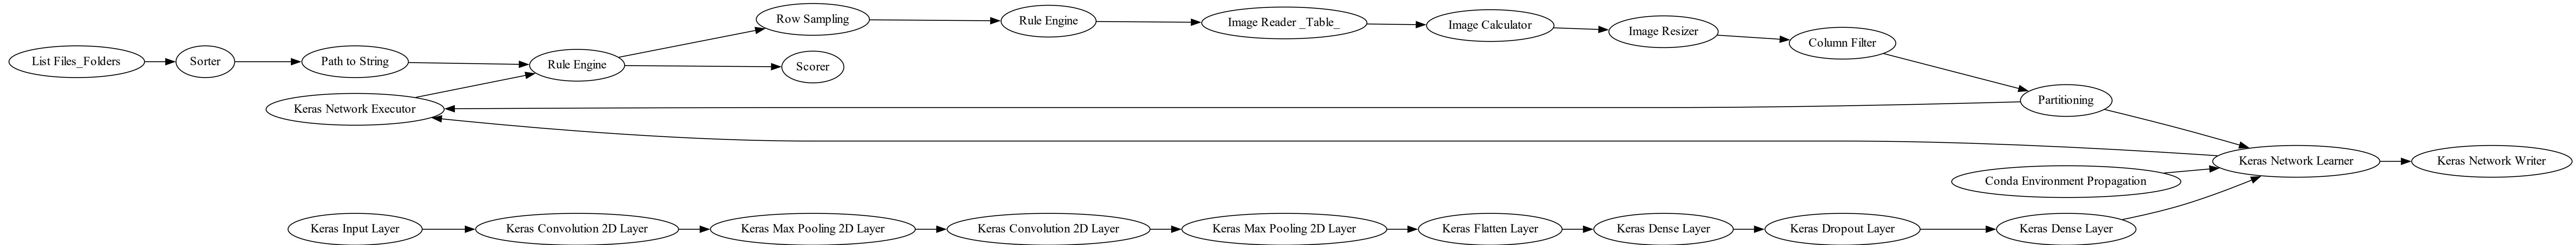 List Files_Folders
Sorter
Path to String
Rule Engine
Row Sampling
Rule Engine
Image Reader _Table_
Image Calculator
Image Resizer
Column Filter
Scorer
Keras Network Executor
Partitioning
Keras Network Learner
Keras Network Writer
Conda Environment Propagation
Keras Input Layer
Keras Convolution 2D Layer
Keras Max Pooling 2D Layer
Keras Convolution 2D Layer
Keras Max Pooling 2D Layer
Keras Flatten Layer
Keras Dense Layer
Keras Dropout Layer
Keras Dense Layer